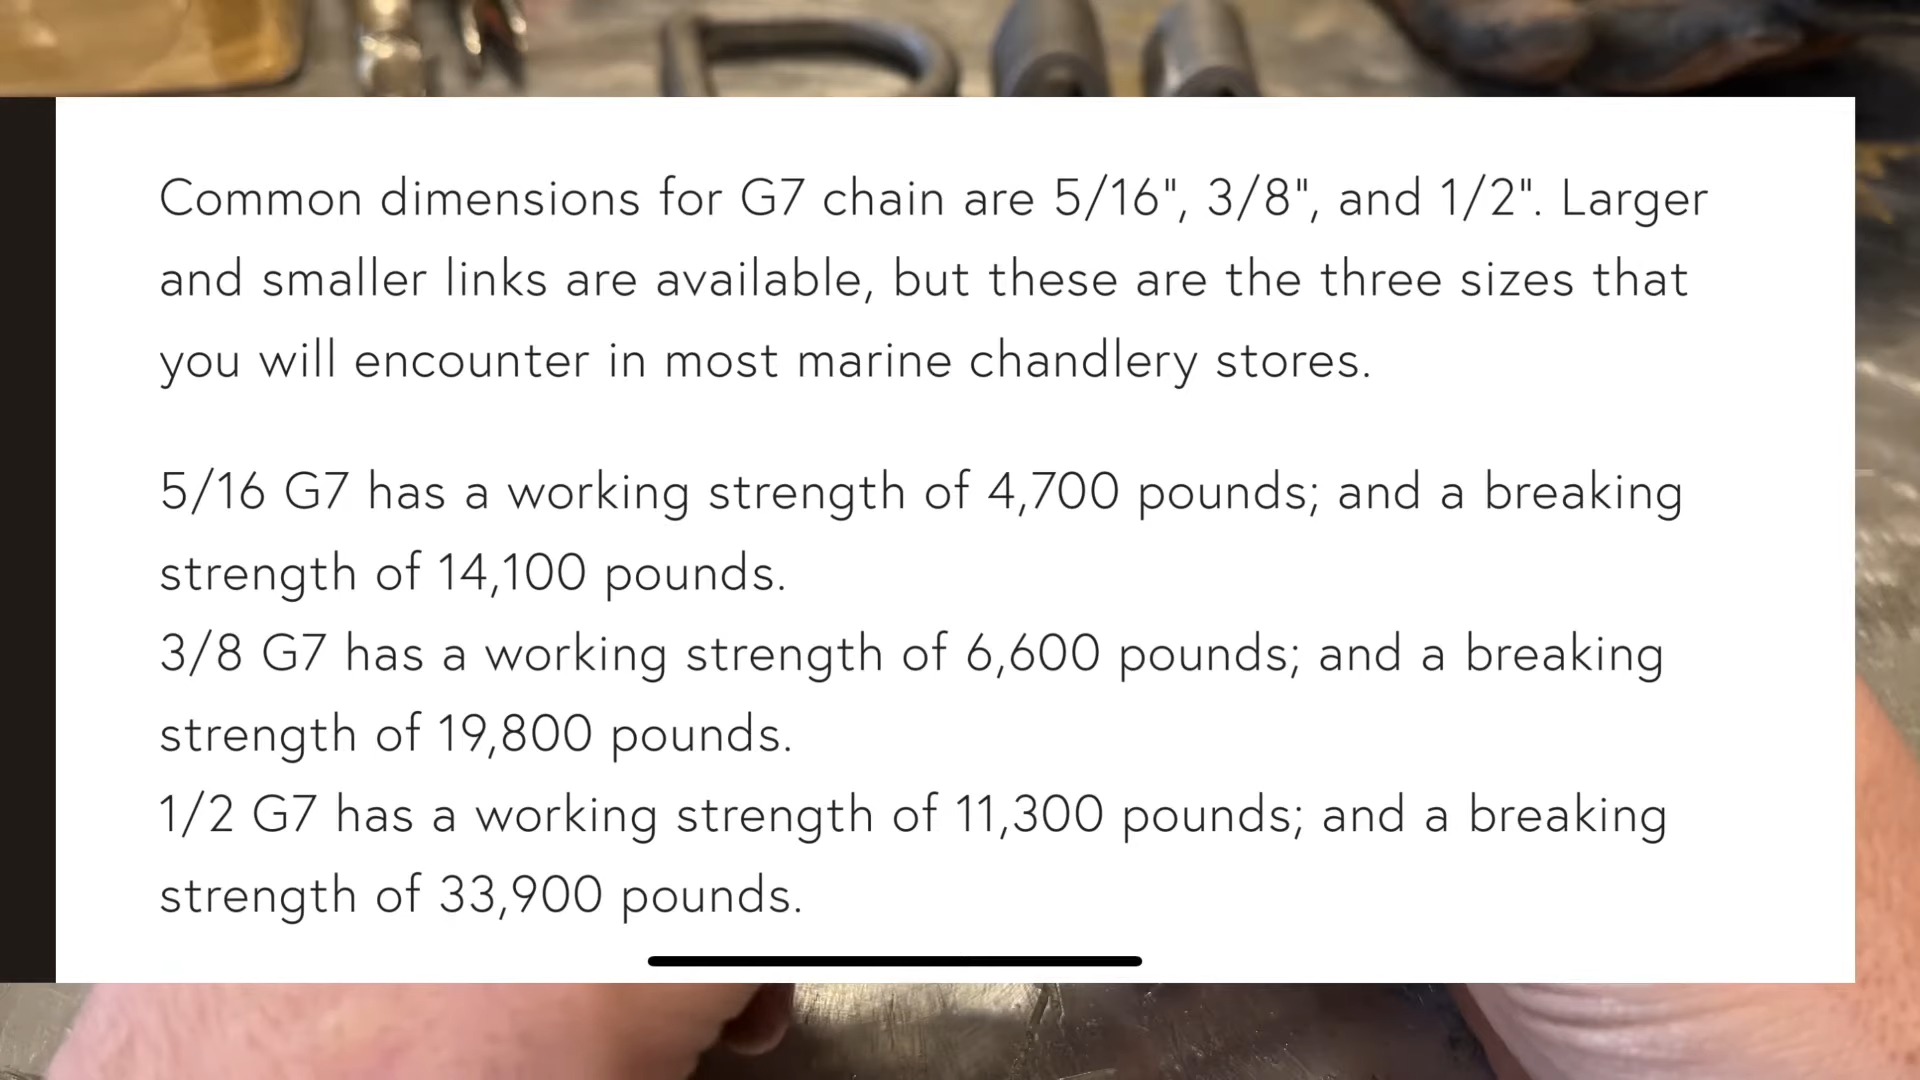 Common dimensions for G7 chain are 5/16", 3/8", and 1/2". Larger
and smaller links are available, but these are the three sizes that
you will encounter in most marine chandlery stores.
5/16 G7 has a working strength of 4,700 pounds; and a breaking
strength of 14,100 pounds.
3/8 G7 has a working strength of 6,600 pounds; and a breaking
strength of 19,800 pounds.
1/2 G7 has a working strength of 11,300 pounds; and a breaking
strength of 33,900 pounds.